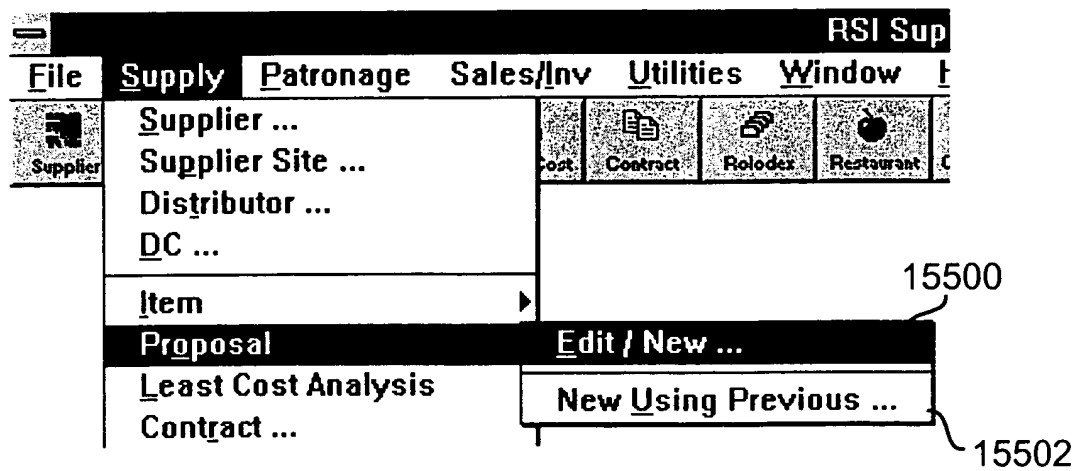 RSI Sup
File Supply Patronage Sales/Inv Utilities Window
Supplier Cost Contract Rolodex Restaurant
Supplier ...
Supplier Site ...
Distributor ...
DC ...
15500
Item
Proposal Edit / New ...
Least Cost Analysis
New Using Previous ...
Contract ...
15502